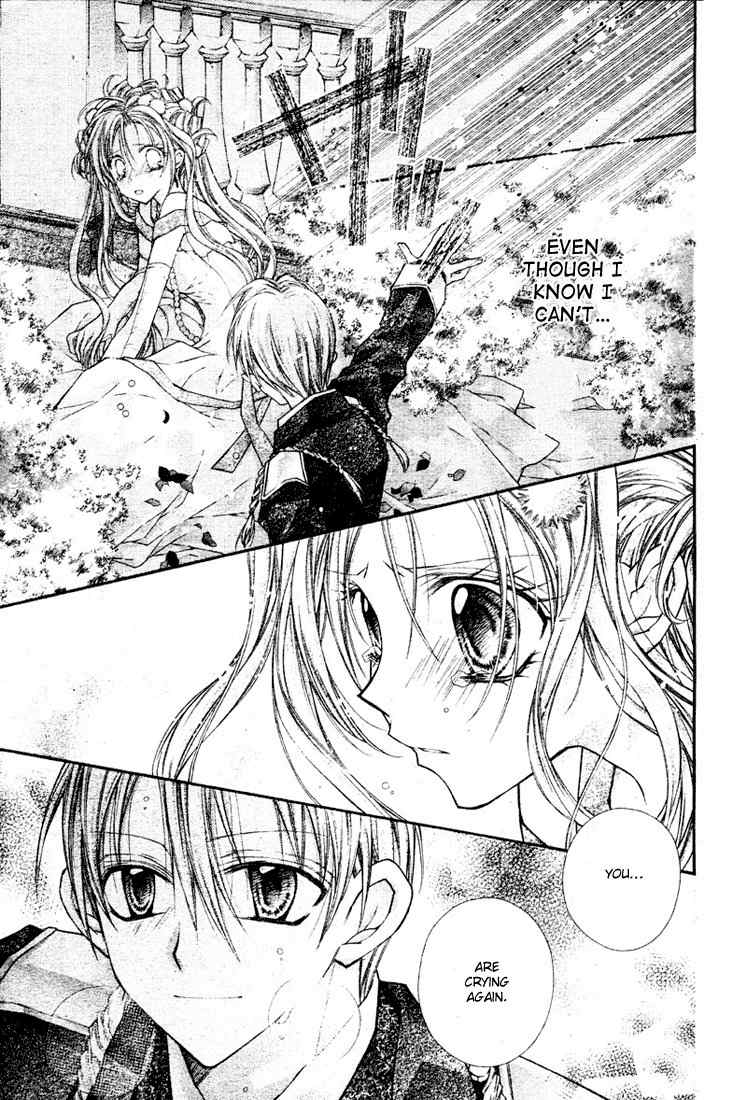 EVEN
THOUGH I
KNOW I
CAN'T...
YOU...
ARE
CRYING
AGAIN.